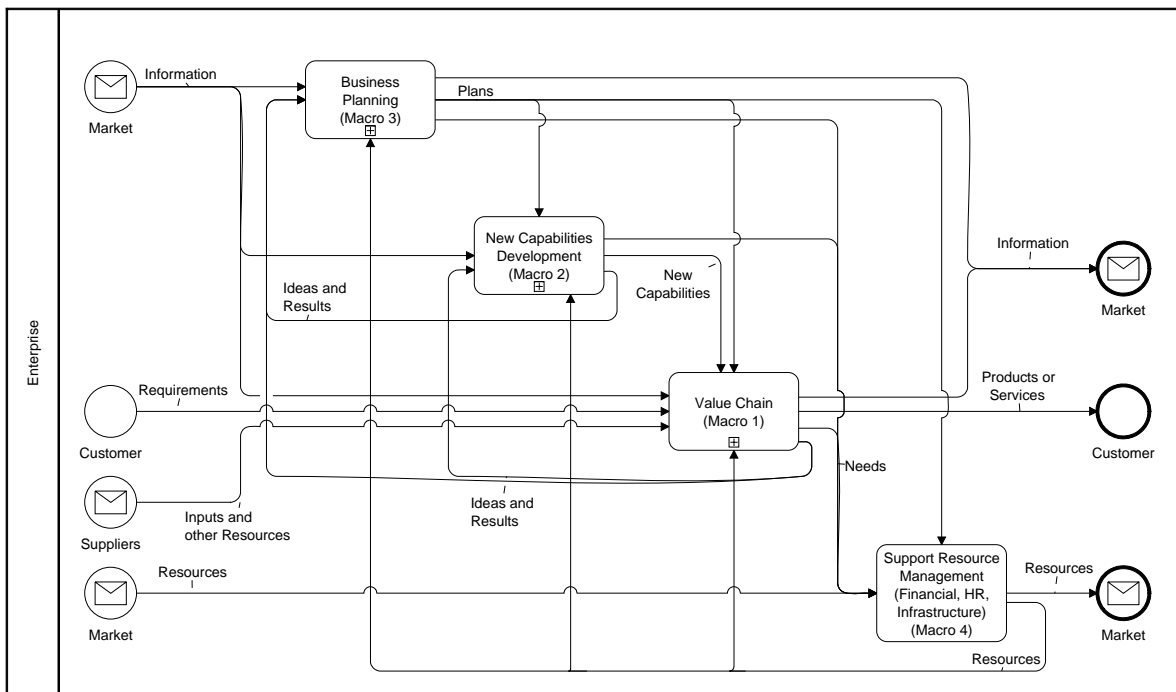 Enterprise
Information
Market
Business
Planning
(Macro 3)
Plans
New Capabilities
Development
(Macro 2)
Information
Market
New
Capabilities
Ideas and
Results
Requirements
Customer
Value Chain
(Macro 1)
Products or
Services
Customer
Needs
Ideas and
Results
Inputs and
other Resources
Suppliers
Resources
Market
Support Resource
Management
(Financial, HR,
Infrastructure)
(Macro 4)
Resources
Market
Resources